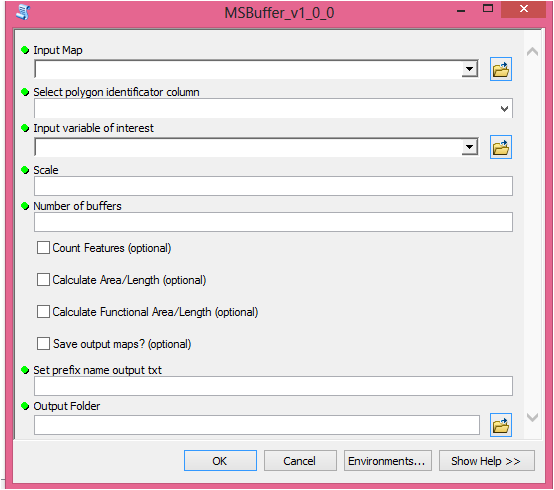 MSBuffer_v1_0_0
Input Map
Select polygon identificator column
Input variable of interest
Scale
Number of buffers
Count Features (optional)
Calculate Area/Length (optional)
Calculate Functional Area/Length (optional)
Save output maps? (optional)
Set prefix name output txt
Output Folder
OK Cancel Environments... Show Help >>